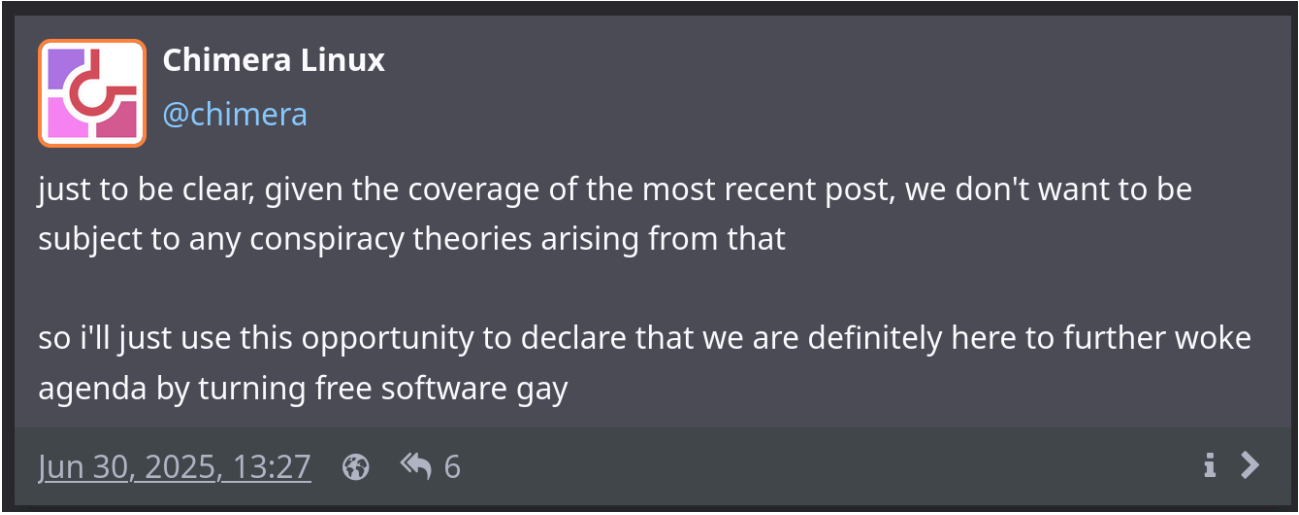 Chimera Linux
@chimera
just to be clear, given the coverage of the most recent post, we don't want to be
subject to any conspiracy theories arising from that
so i'll just use this opportunity to declare that we are definitely here to further woke
agenda by turning free software gay
Jun 30, 2025, 13:27 6